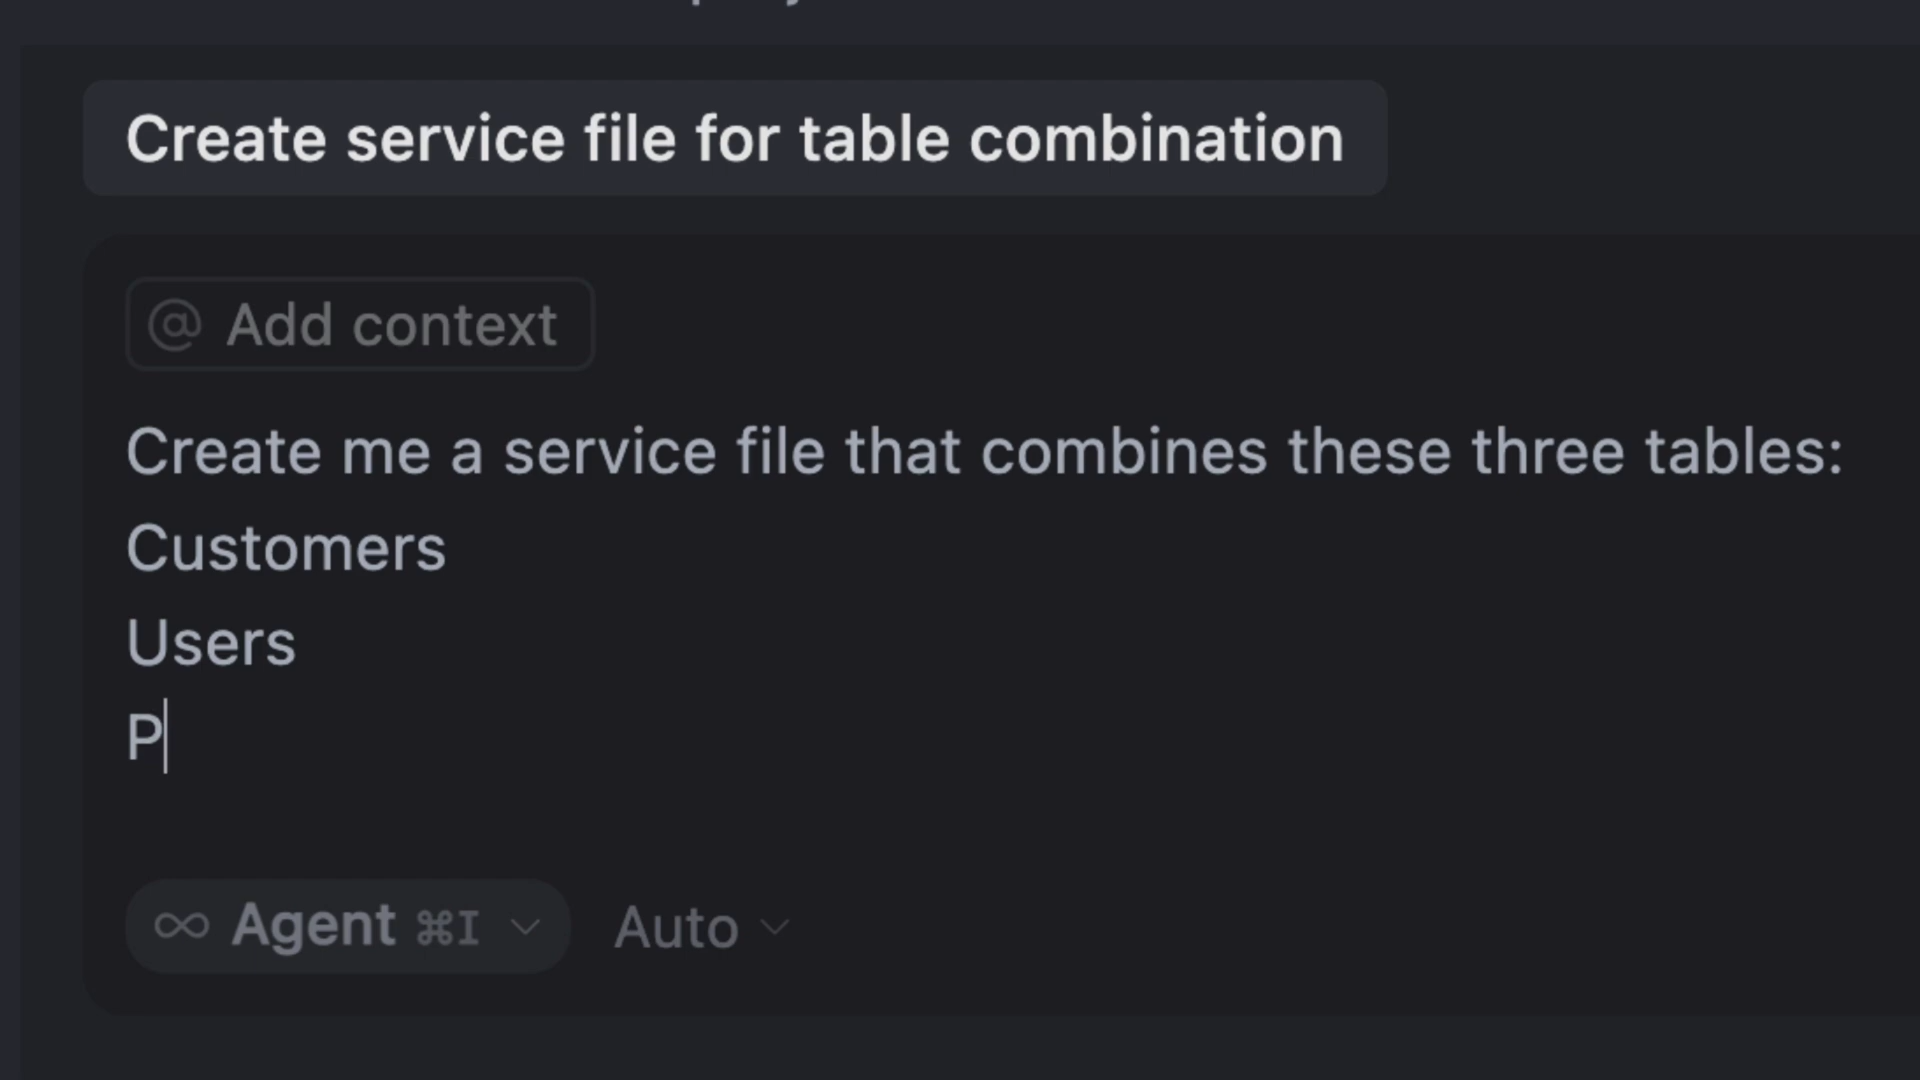 Create service file for table combination
@ Add context
Create me a service file that combines these three tables:
Customers
Users
P
∞ Agent ⌘I Auto